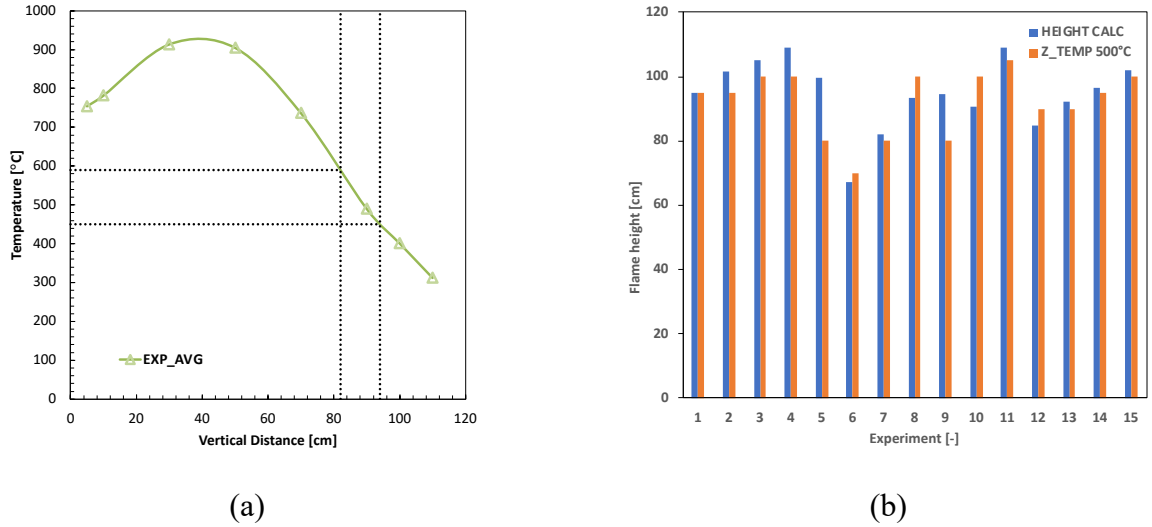 1000
900
800
700
600
500
400
300
200
100
0
Temperature [°C]
EXP_AVG
0 20 40 60 80 100 120
Vertical Distance [cm]
(a)
120
100
80
60
40
20
0
Flame height [cm]
HEIGHT CALC
Z_TEMP 500°C
1 2 3 4 5 6 7 8 9 10 11 12 13 14 15
Experiment [-]
(b)